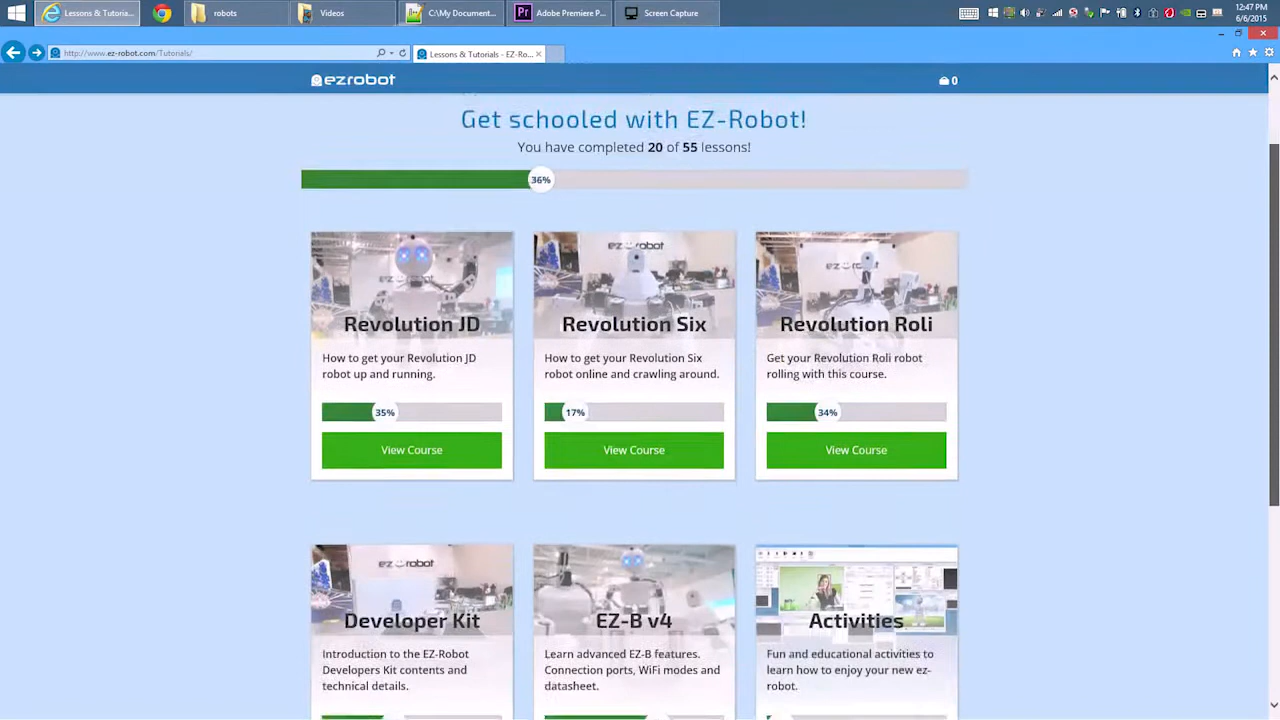 Lessons & Tutoria...
robots
Videos
C:\My Document...
Adobe Premiere P...
Screen Capture
12:47 PM
6/6/2015
http://www.ez-robot.com/Tutorials/
Lessons & Tutorials - EZ-Ro...
ezrobot
0
Get schooled with EZ-Robot!
You have completed 20 of 55 lessons!
36%
ezrobot
Revolution JD
Revolution Six
Revolution Roli
How to get your Revolution JD
robot up and running.
How to get your Revolution Six
robot online and crawling around.
Get your Revolution Roli robot
rolling with this course.
35%
17%
34%
View Course
View Course
View Course
ezrobot
Developer Kit
EZ-B v4
Activities
Introduction to the EZ-Robot
Developers Kit contents and
technical details.
Learn advanced EZ-B features.
Connection ports, WiFi modes and
datasheet.
Fun and educational activities to
learn how to enjoy your new ez-
robot.